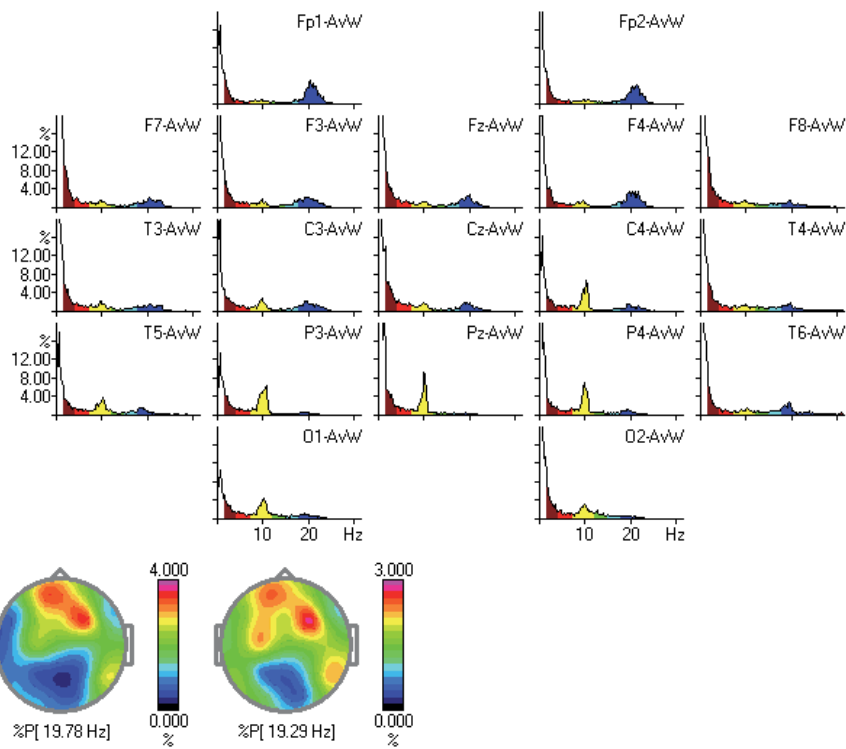 Fp1-AvW Fp2-AvW
F7-AvW F3-AvW Fz-AvW F4-AvW F8-AvW
%
12.00
8.00
4.00
T3-AvW C3-AvW Cz-AvW C4-AvW T4-AvW
%
12.00
8.00
4.00
T5-AvW P3-AvW Pz-AvW P4-AvW T6-AvW
%
12.00
8.00
4.00
O1-AvW O2-AvW
10 20 Hz 10 20 Hz
4.000 3.000
0.000 0.000
%P[ 19.78 Hz] % %P[ 19.29 Hz] %